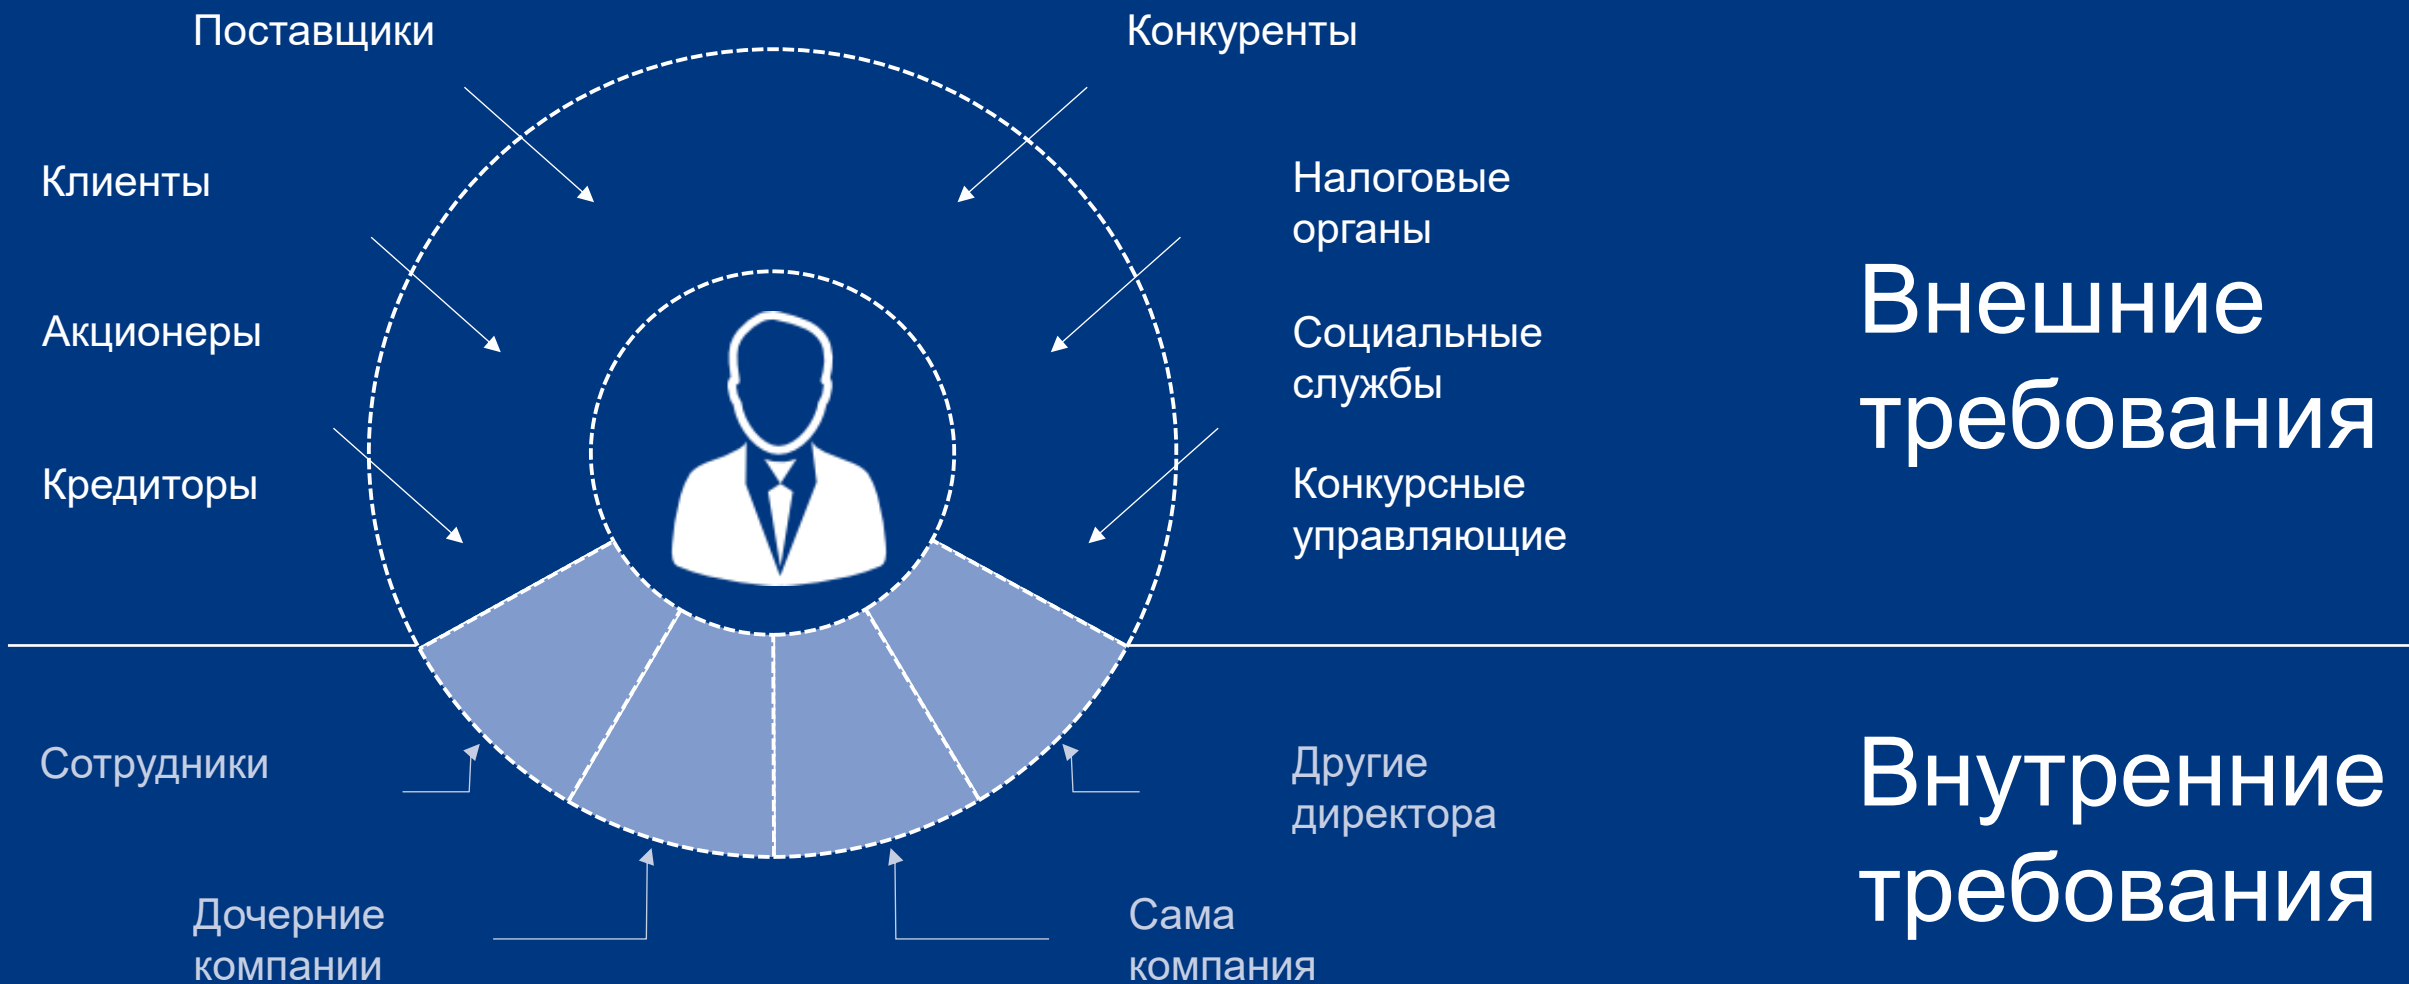 Поставщики
Конкуренты
Клиенты
Налоговые
органы
Акционеры
Социальные
службы
Кредиторы
Конкурсные
управляющие
Внешние
требования
Сотрудники
Другие
директора
Дочерние
компании
Сама
компания
Внутренние
требования